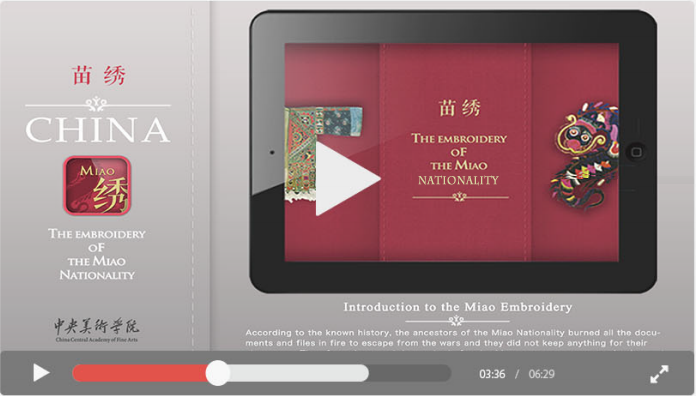 苗 绣
CHINA
MIAO
绣
THE EMBROIDERY
OF
THE MIAO
NATIONALITY
中央美術学院
China Central Academy of Fine Arts
苗 绣
THE EMBROIDERY
OF
THE MIAO
NATIONALITY
Introduction to the Miao Embroidery
According to the known history, the ancestors of the Miao Nationality burned all the docu-
ments and files in fire to escape from the wars and they did not keep anything for their
03:36 / 06:29